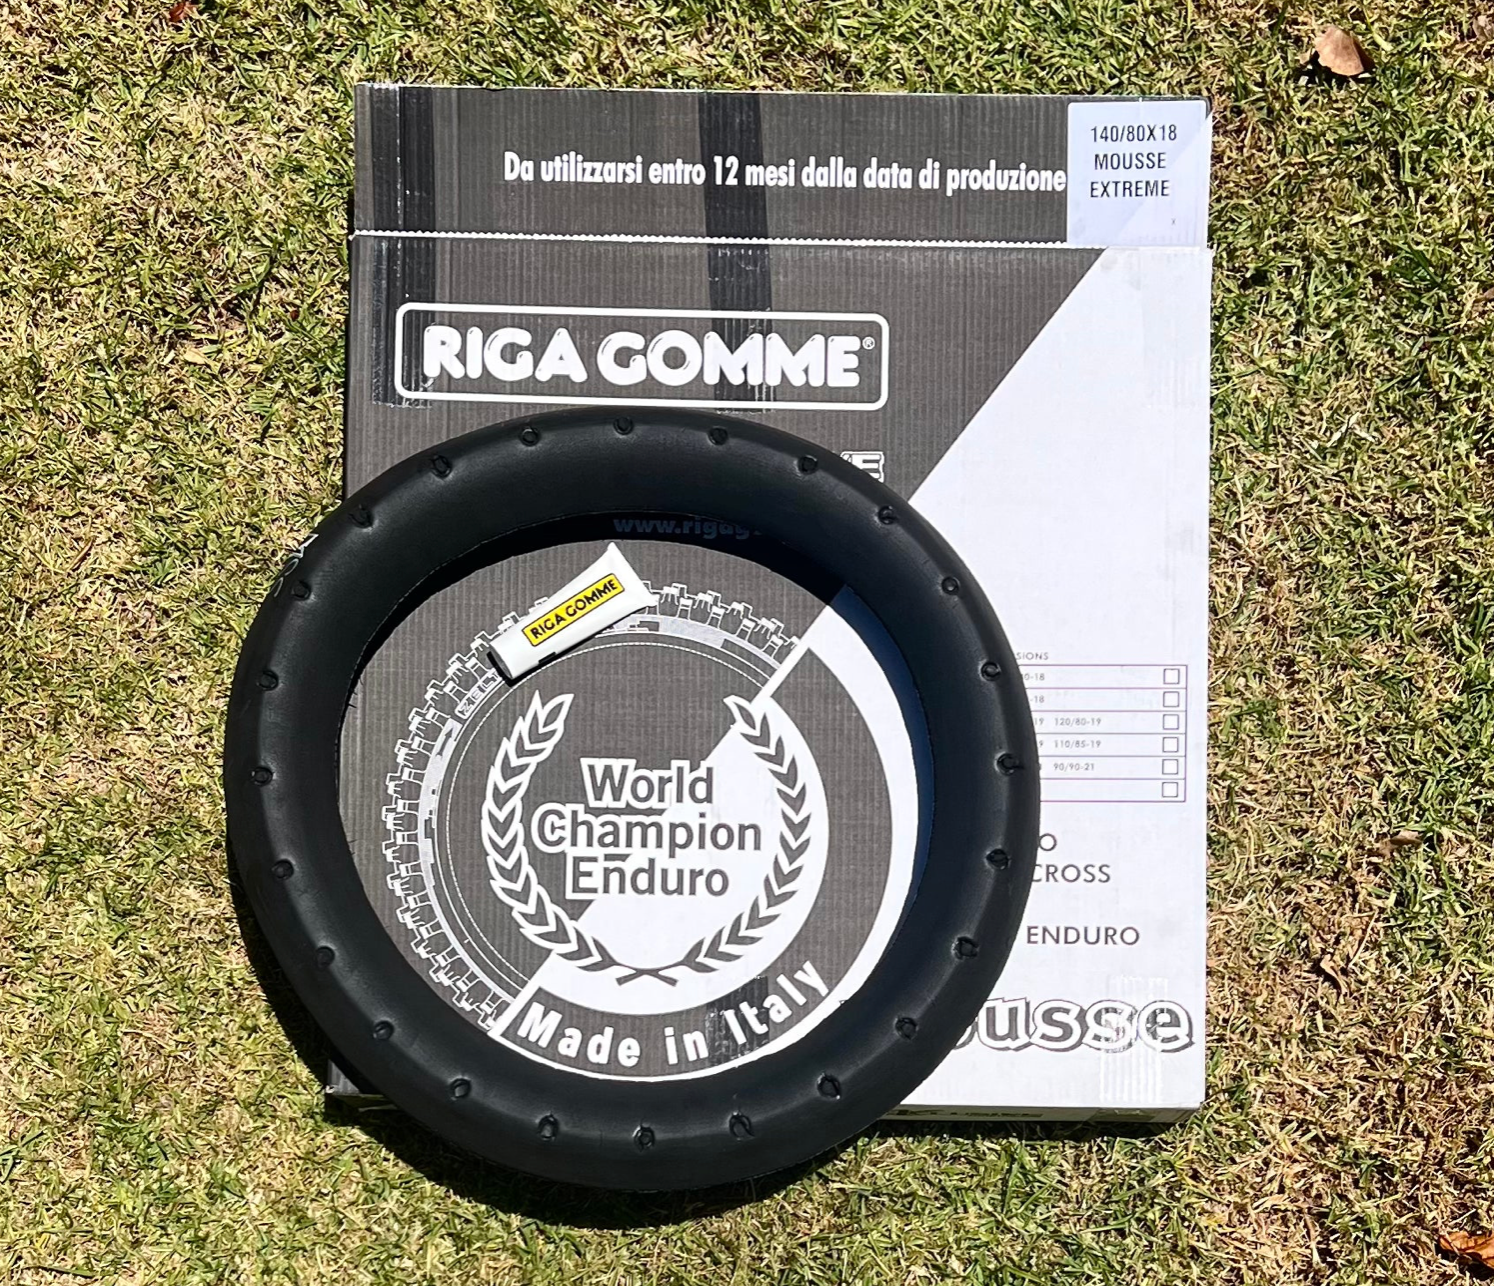 Da utilizzarsi entro 12 mesi dalla data di produzione
140/80X18
MOUSSE
EXTREME
RIGA GOMME®
RIGA GOMME
World
Champion
Enduro
Made in Italy
120/80-19
110/85-19
90/90-21
ENDURO